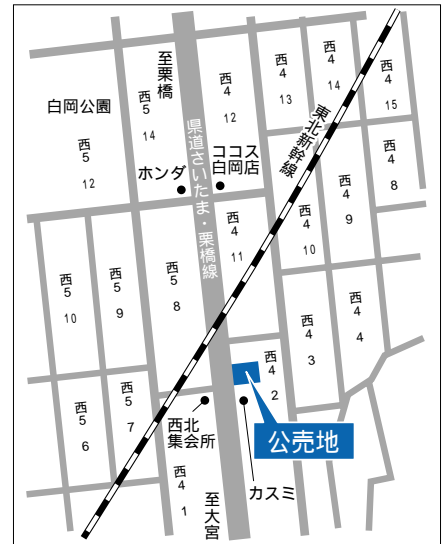 至栗橋
西4 12
西4 13
西4 14
西4 15
白岡公園
西5 14
西5 12
県道さいたま・栗橋線
東北新幹線
ココス
白岡店
ホンダ
西4 8
西4 9
西4 10
西4 11
西5 10
西5 9
西5 8
西4 4
西4 3
西4 2
西5 6
西5 7
西北
集会所
公売地
カスミ
西4 1
至大宮